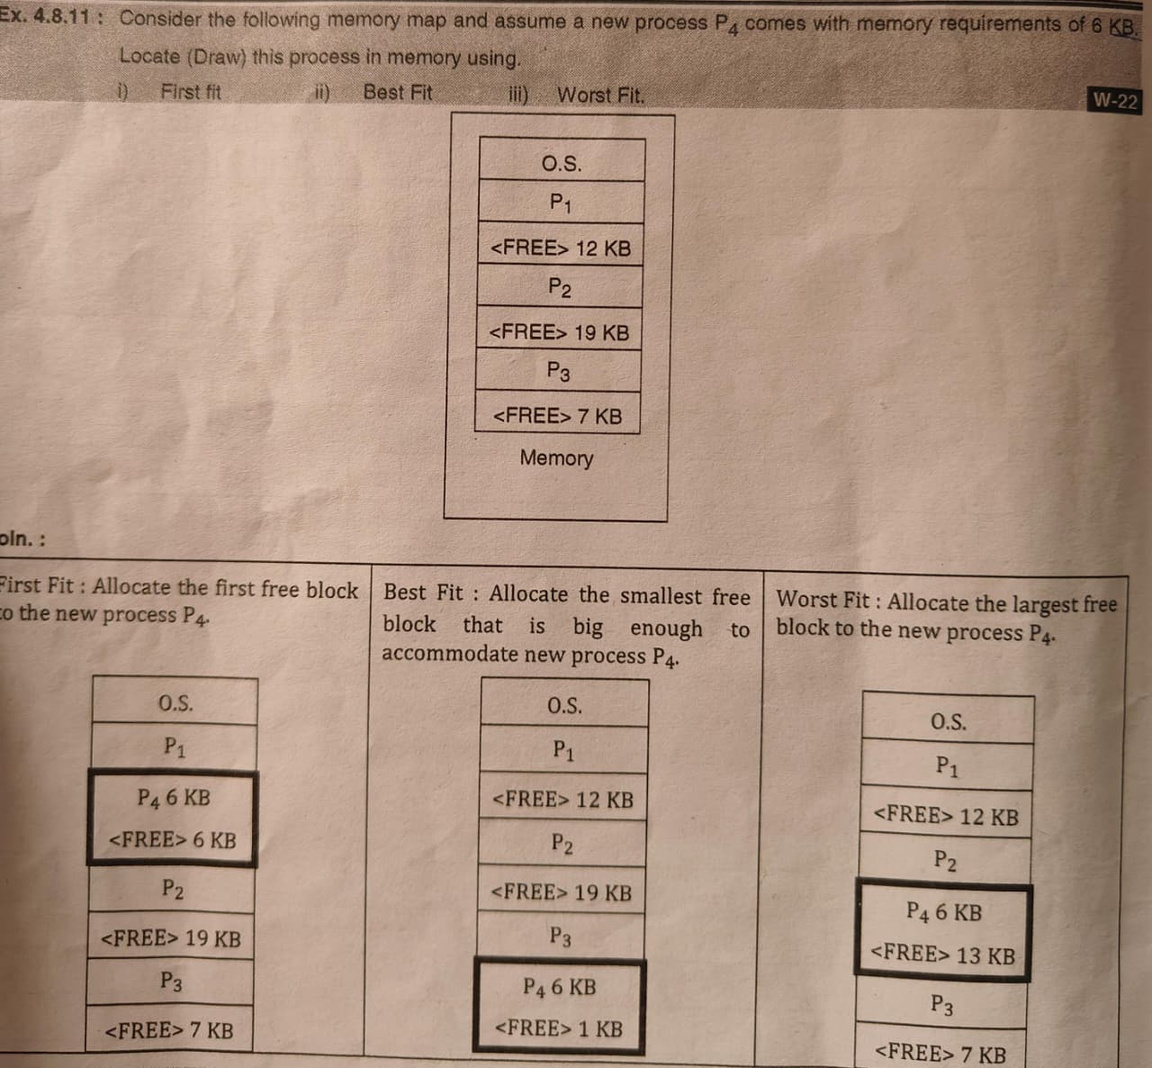 Ex. 4.8.11 : Consider the following memory map and assume a new process P₄ comes with memory requirements of 6 KB.
Locate (Draw) this process in memory using.
i) First fit ii) Best Fit iii) Worst Fit.
W-22
O.S.
P₁
<FREE> 12 KB
P₂
<FREE> 19 KB
P₃
<FREE> 7 KB
Memory
oln. :
First Fit : Allocate the first free block
to the new process P₄.
O.S.
P₁
P₄ 6 KB
<FREE> 6 KB
P₂
<FREE> 19 KB
P₃
<FREE> 7 KB
Best Fit : Allocate the smallest free
block that is big enough to
accommodate new process P₄.
O.S.
P₁
<FREE> 12 KB
P₂
<FREE> 19 KB
P₃
P₄ 6 KB
<FREE> 1 KB
Worst Fit : Allocate the largest free
block to the new process P₄.
O.S.
P₁
<FREE> 12 KB
P₂
P₄ 6 KB
<FREE> 13 KB
P₃
<FREE> 7 KB